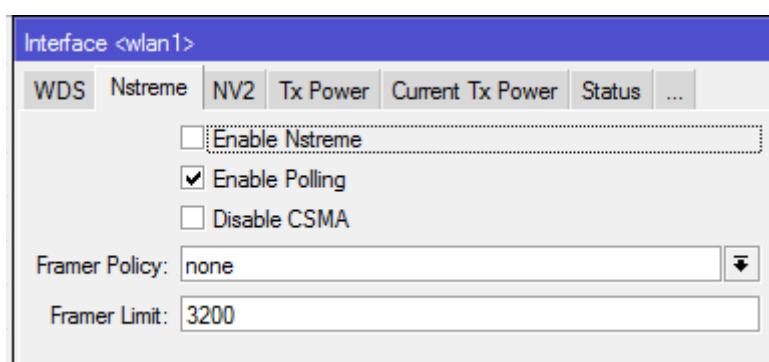 Interface <wlan1>
WDS Nstreme NV2 Tx Power Current Tx Power Status ...
Enable Nstreme
Enable Polling
Disable CSMA
Framer Policy: none
Framer Limit: 3200